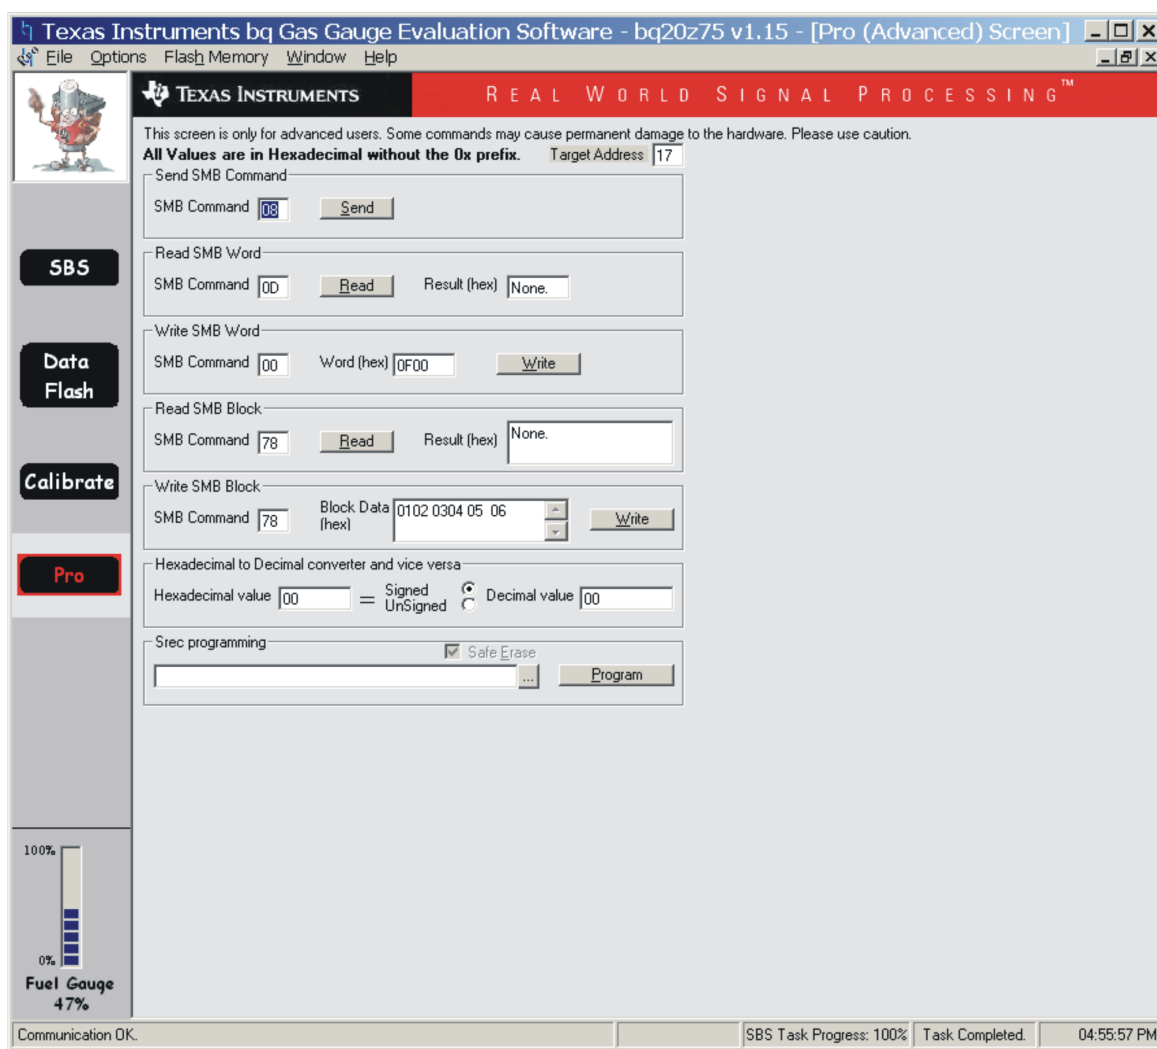 Texas Instruments bq Gas Gauge Evaluation Software - bq20z75 v1.15 - [Pro (Advanced) Screen]
File Options Flash Memory Window Help
TEXAS INSTRUMENTS REAL WORLD SIGNAL PROCESSING™
This screen is only for advanced users. Some commands may cause permanent damage to the hardware. Please use caution.
All Values are in Hexadecimal without the 0x prefix. Target Address 17
Send SMB Command
SMB Command 08 Send
Read SMB Word
SMB Command 0D Read Result (hex) None.
Write SMB Word
SMB Command 00 Word (hex) 0F00 Write
Read SMB Block
SMB Command 78 Read Result (hex) None.
Write SMB Block
SMB Command 78 Block Data (hex) 0102 0304 05 06 Write
Hexadecimal to Decimal converter and vice versa
Hexadecimal value 00 = Signed UnSigned Decimal value 00
Srec programming
Safe Erase
... Program
SBS
Data
Flash
Calibrate
Pro
100%
0%
Fuel Gauge
47%
Communication OK. SBS Task Progress: 100% Task Completed. 04:55:57 PM